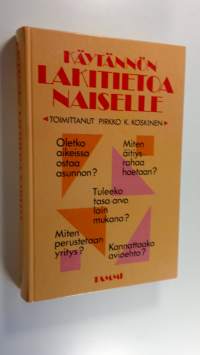 KÄYTÄNNÖN
LAKITIETOA
NAISELLE
TOIMITTANUT PIRKKO K. KOSKINEN
Oletko
aikeissa
ostaa
asunnon?
Miten
äitiys
rahaa
haetaan?
Tuleeko
tasa arvo
lain
mukana?
Miten
perustetaan
yritys?
Kannattaako
avioehto?
TAMMI